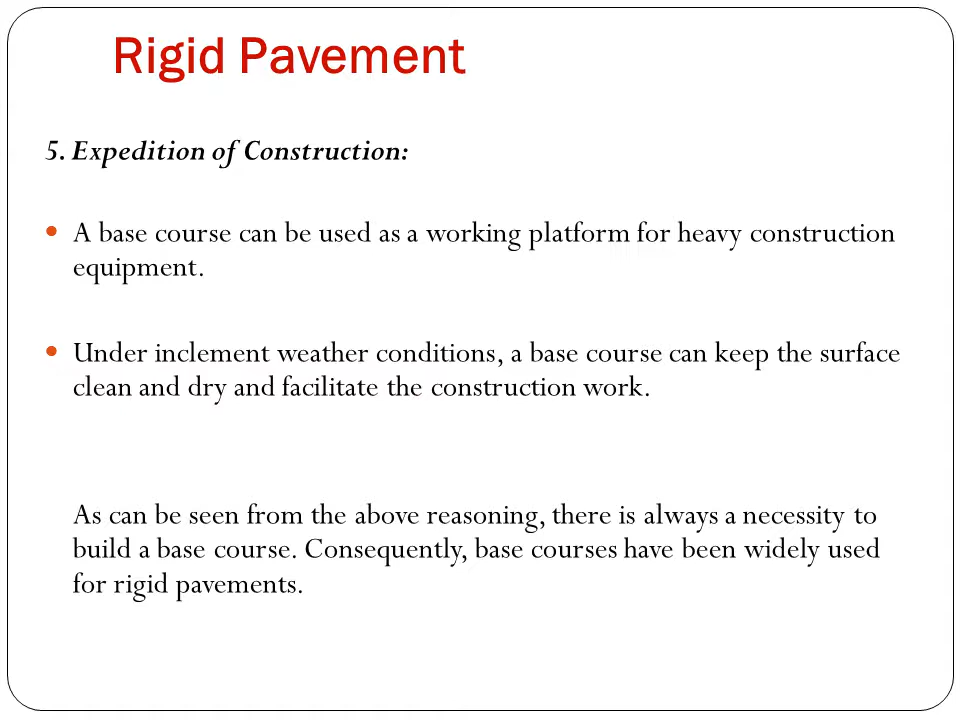 Rigid Pavement
5. Expedition of Construction:
• A base course can be used as a working platform for heavy construction
equipment.
• Under inclement weather conditions, a base course can keep the surface
clean and dry and facilitate the construction work.
As can be seen from the above reasoning, there is always a necessity to
build a base course. Consequently, base courses have been widely used
for rigid pavements.